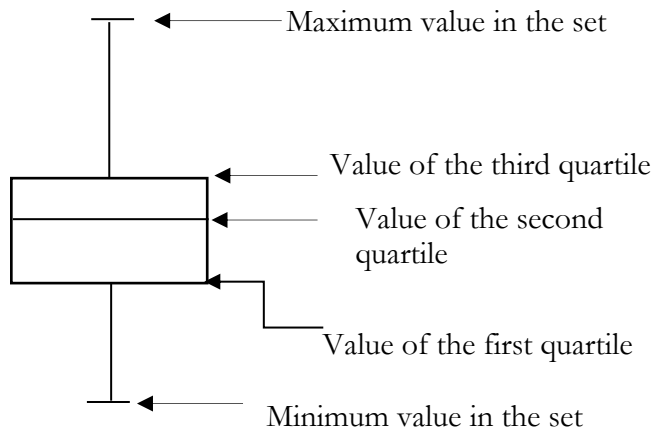 Maximum value in the set
Value of the third quartile
Value of the second
quartile
Value of the first quartile
Minimum value in the set